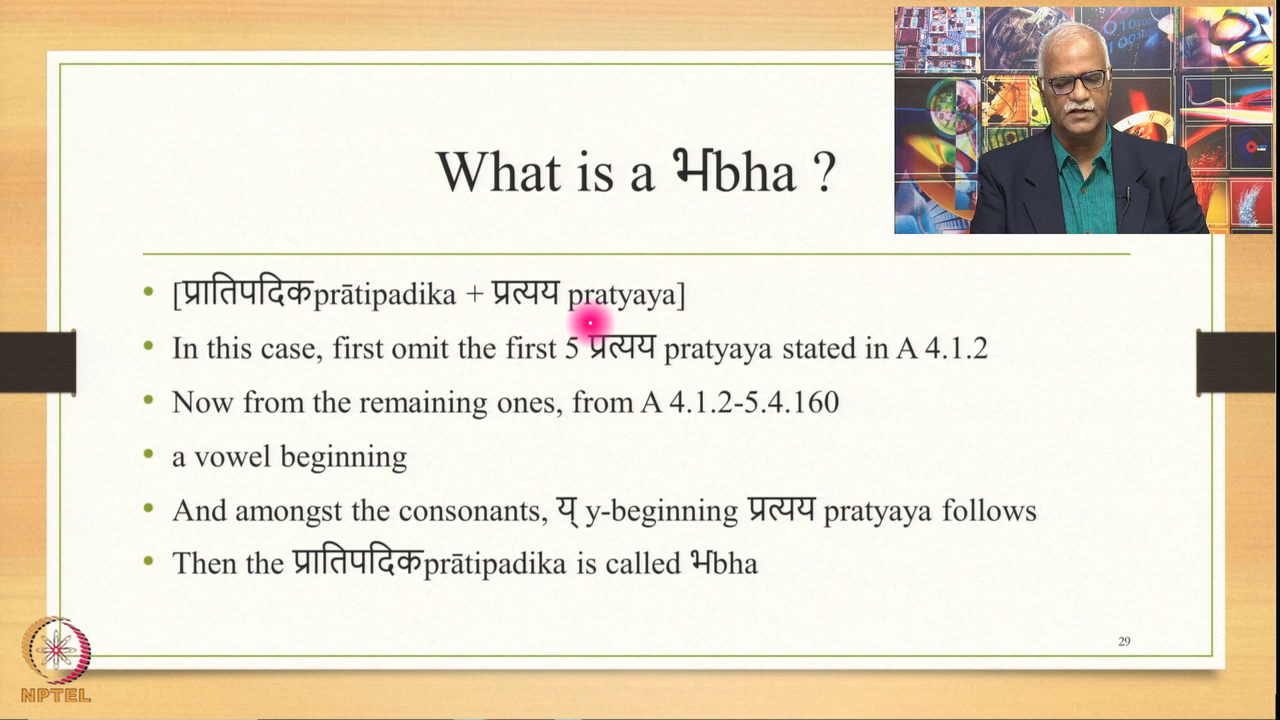 What is a भbha ?
• [प्रातिपदिकprātipadika + प्रत्यय pratyaya]
• In this case, first omit the first 5 प्रत्यय pratyaya stated in A 4.1.2
• Now from the remaining ones, from A 4.1.2-5.4.160
• a vowel beginning
• And amongst the consonants, य् y-beginning प्रत्यय pratyaya follows
• Then the प्रातिपदिकprātipadika is called भbha
29
NPTEL